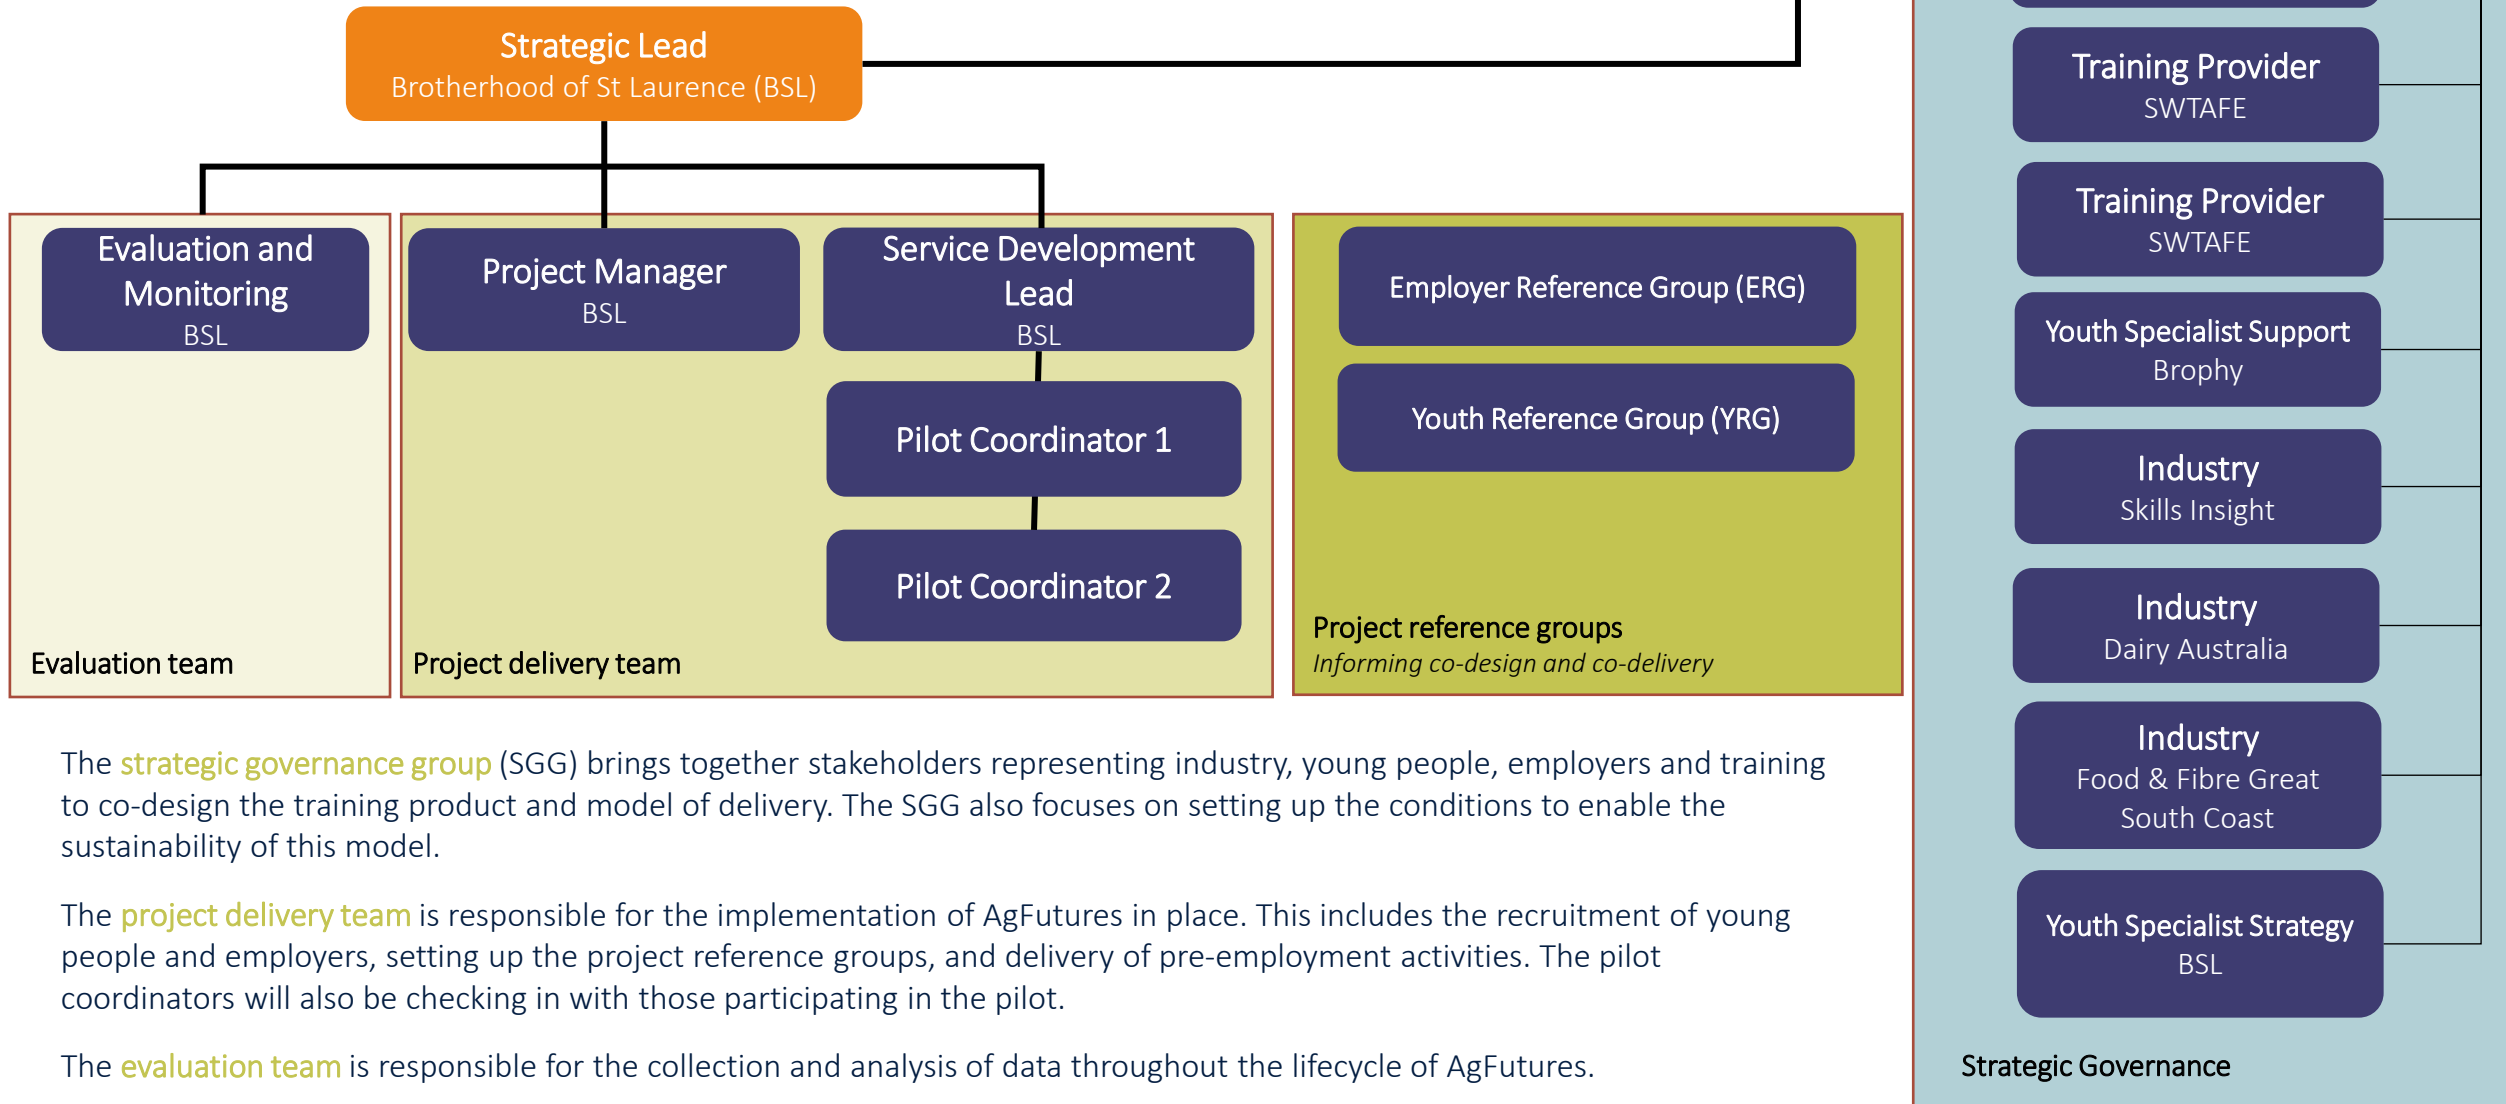 Strategic Lead
Brotherhood of St Laurence (BSL)
Evaluation and
Monitoring
BSL
Project Manager
BSL
Service Development
Lead
BSL
Pilot Coordinator 1
Pilot Coordinator 2
Evaluation team
Project delivery team
Employer Reference Group (ERG)
Youth Reference Group (YRG)
Project reference groups
Informing co-design and co-delivery
Training Provider
SWTAFE
Training Provider
SWTAFE
Youth Specialist Support
Brophy
Industry
Skills Insight
Industry
Dairy Australia
Industry
Food & Fibre Great
South Coast
Youth Specialist Strategy
BSL
Strategic Governance
The strategic governance group (SGG) brings together stakeholders representing industry, young people, employers and training
to co-design the training product and model of delivery. The SGG also focuses on setting up the conditions to enable the
sustainability of this model.
The project delivery team is responsible for the implementation of AgFutures in place. This includes the recruitment of young
people and employers, setting up the project reference groups, and delivery of pre-employment activities. The pilot
coordinators will also be checking in with those participating in the pilot.
The evaluation team is responsible for the collection and analysis of data throughout the lifecycle of AgFutures.